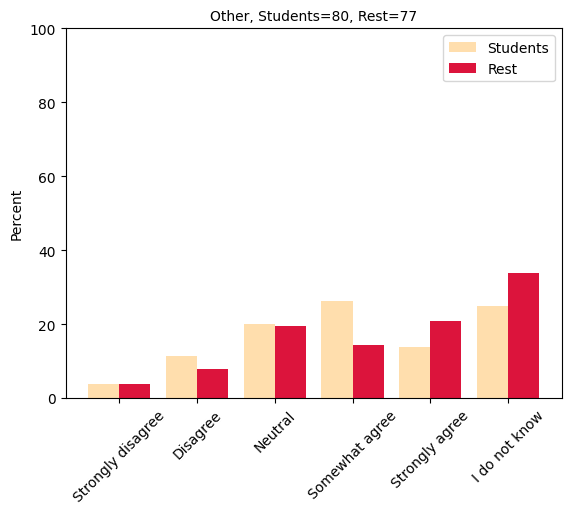 Other, Students=80, Rest=77
100
80
60
40
20
0
Percent
Students
Rest
Strongly disagree
Disagree
Neutral
Somewhat agree
Strongly agree
I do not know